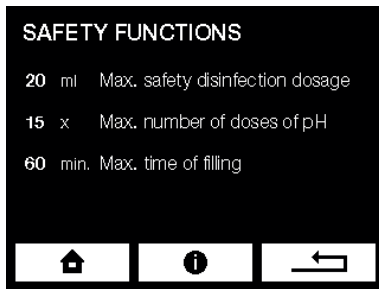 SAFETY FUNCTIONS
20 ml Max. safety disinfection dosage
15 x Max. number of doses of pH
60 min. Max. time of filling